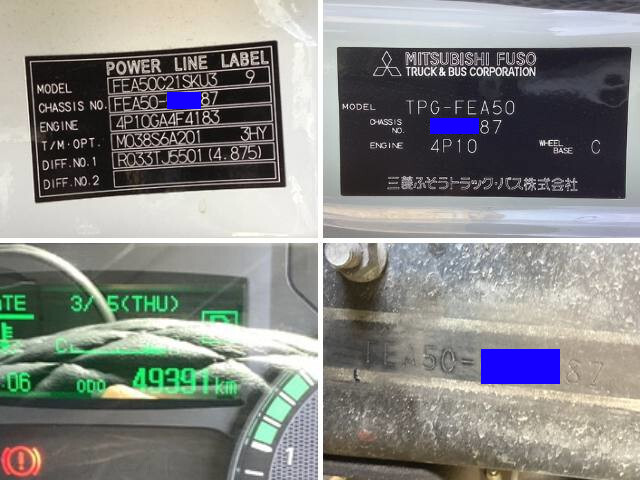 POWER LINE LABEL
MODEL FEA50C21SKU3 9
CHASSIS NO. FEA50- 87
ENGINE 4P10GA4F4183
T/M·OPT. M038S6A201 3HY
DIFF.NO.1 R033TJ5501 (4.875)
DIFF.NO.2
MITSUBISHI FUSO
TRUCK & BUS CORPORATION
MODEL TPG-FEA50
CHASSIS NO. 87
ENGINE 4P10 WHEEL BASE C
三菱ふそうトラック・バス株式会社
3/ 5(THU)
C
:06 ODO 49391 km
1
FEA50- 87